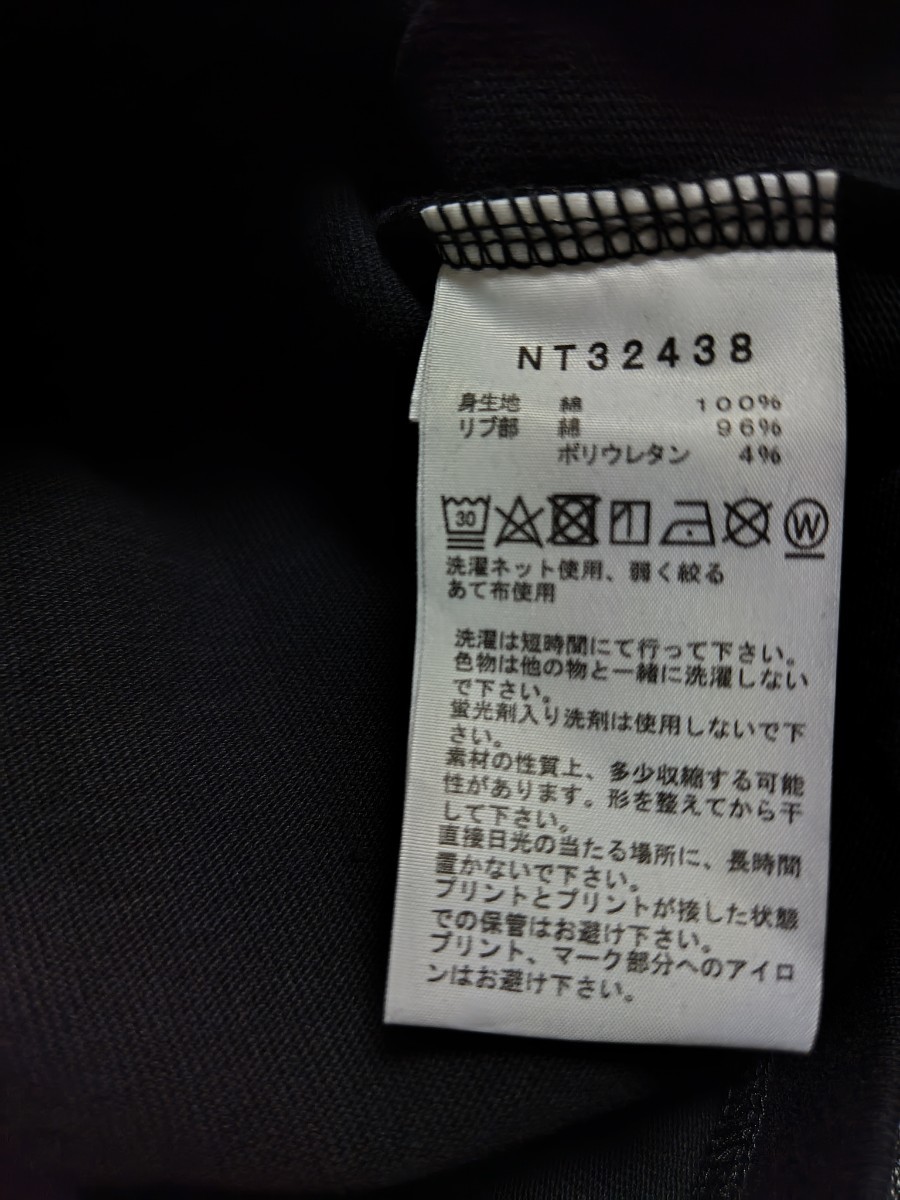 NT32438
身生地 綿 100%
リブ部 綿 96%
ポリウレタン 4%
30 W
洗濯ネット使用、弱く絞る
あて布使用
洗濯は短時間にて行って下さい。
色物は他の物と一緒に洗濯しない
で下さい。
蛍光剤入り洗剤は使用しないで下
さい。
素材の性質上、多少収縮する可能
性があります。形を整えてから干
して下さい。
直接日光の当たる場所に、長時間
置かないで下さい。
プリントとプリントが接した状態
での保管はお避け下さい。
プリント、マーク部分へのアイロ
ンはお避け下さい。